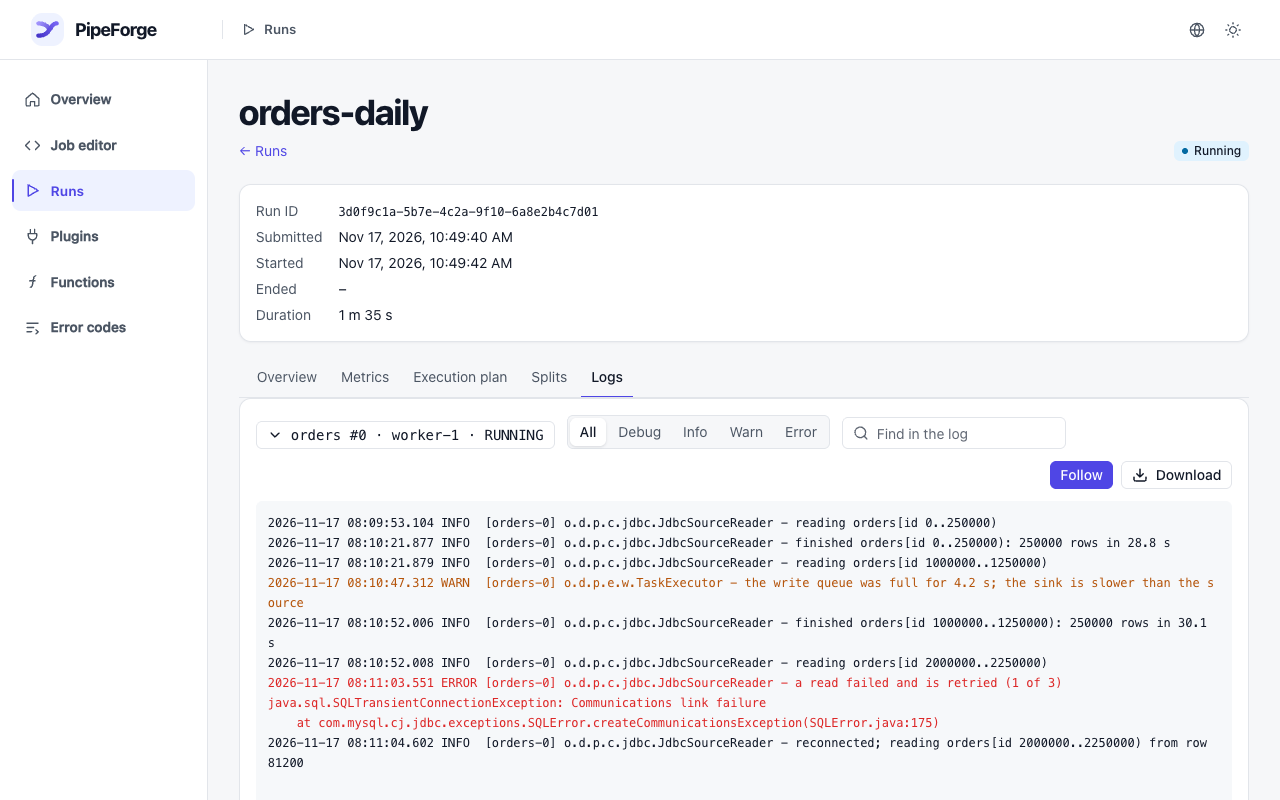 PipeForge
Runs
Overview
Job editor
Runs
Plugins
Functions
Error codes
orders-daily
← Runs
Running
Run ID 3d0f9c1a-5b7e-4c2a-9f10-6a8e2b4c7d01
Submitted Nov 17, 2026, 10:49:40 AM
Started Nov 17, 2026, 10:49:42 AM
Ended –
Duration 1 m 35 s
Overview Metrics Execution plan Splits Logs
orders #0 · worker-1 · RUNNING All Debug Info Warn Error Find in the log
Follow Download
2026-11-17 08:09:53.104 INFO [orders-0] o.d.p.c.jdbc.JdbcSourceReader - reading orders[id 0..250000)
2026-11-17 08:10:21.877 INFO [orders-0] o.d.p.c.jdbc.JdbcSourceReader - finished orders[id 0..250000): 250000 rows in 28.8 s
2026-11-17 08:10:21.879 INFO [orders-0] o.d.p.c.jdbc.JdbcSourceReader - reading orders[id 1000000..1250000)
2026-11-17 08:10:47.312 WARN [orders-0] o.d.p.e.w.TaskExecutor - the write queue was full for 4.2 s; the sink is slower than the s
ource
2026-11-17 08:10:52.006 INFO [orders-0] o.d.p.c.jdbc.JdbcSourceReader - finished orders[id 1000000..1250000): 250000 rows in 30.1
s
2026-11-17 08:10:52.008 INFO [orders-0] o.d.p.c.jdbc.JdbcSourceReader - reading orders[id 2000000..2250000)
2026-11-17 08:11:03.551 ERROR [orders-0] o.d.p.c.jdbc.JdbcSourceReader - a read failed and is retried (1 of 3)
java.sql.SQLTransientConnectionException: Communications link failure
at com.mysql.cj.jdbc.exceptions.SQLError.createCommunicationsException(SQLError.java:175)
2026-11-17 08:11:04.602 INFO [orders-0] o.d.p.c.jdbc.JdbcSourceReader - reconnected; reading orders[id 2000000..2250000) from row
81200